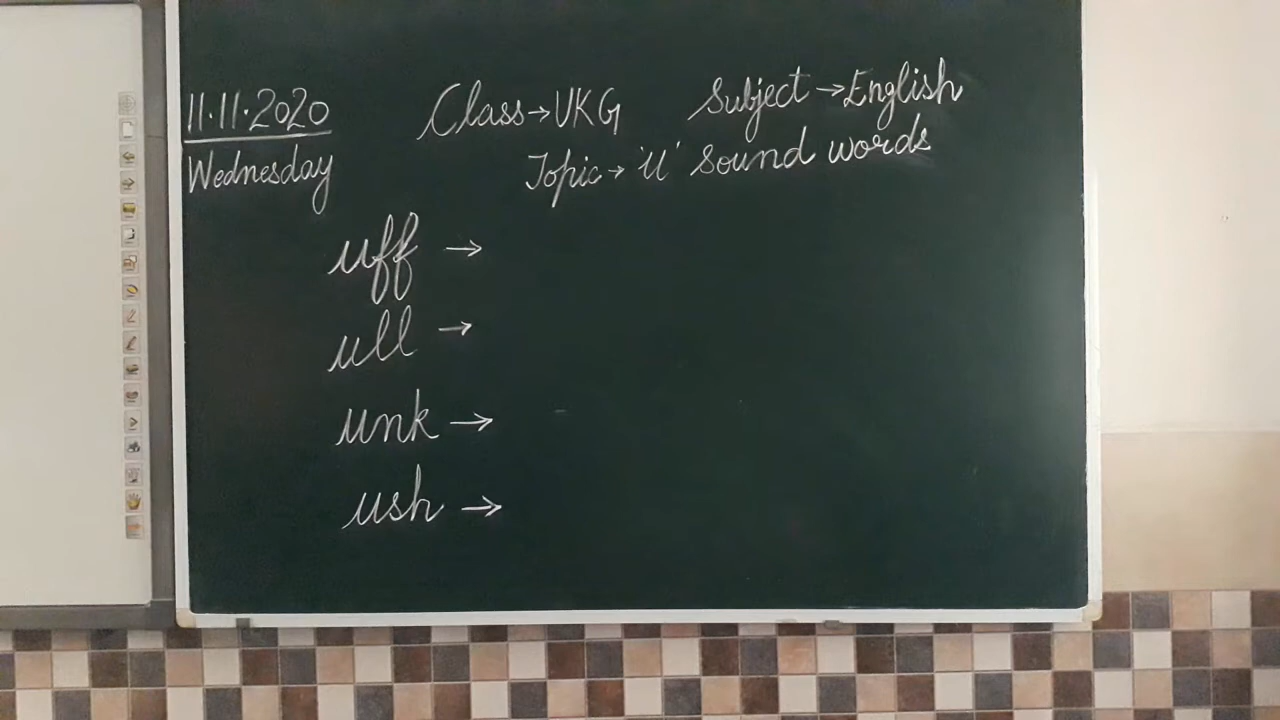 11.11.2020 Class→UKG Subject→English
Wednesday Topic→'u' sound words
uff →
ull →
unk →
ush →